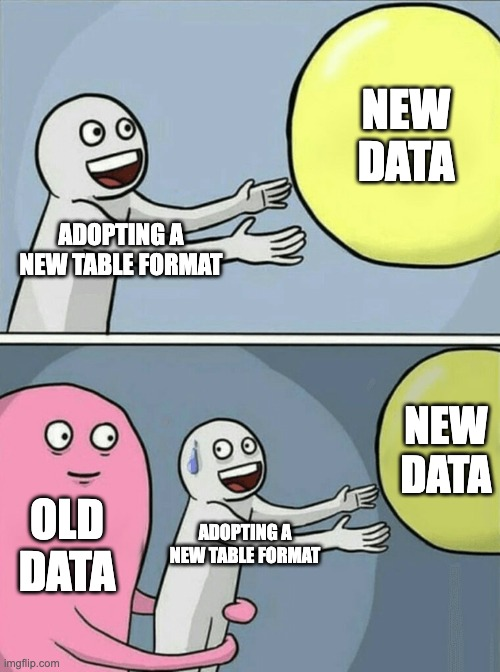 NEW
DATA
ADOPTING A
NEW TABLE FORMAT
NEW
DATA
OLD
DATA
ADOPTING A
NEW TABLE FORMAT
imgflip.com